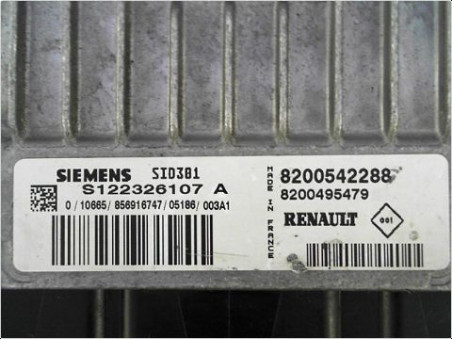 SIEMENS SID301
S122326107 A
0 / 10665/ 856916747/ 05186/ 003A1
MADE IN FRANCE
8200542288
8200495479
RENAULT
001